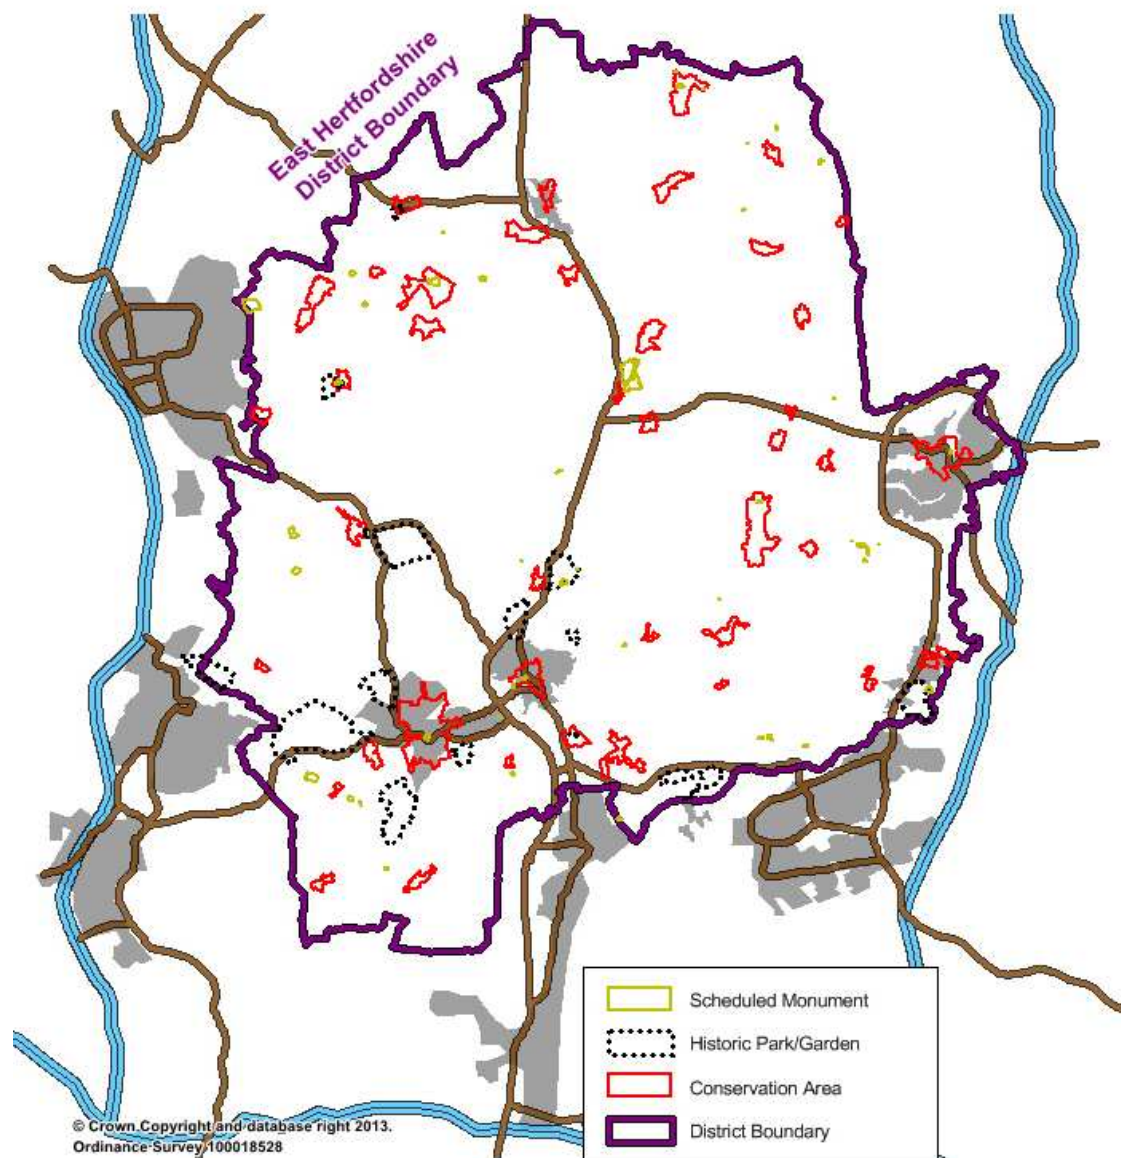 East Hertfordshire
District Boundary
Scheduled Monument
Historic Park/Garden
Conservation Area
District Boundary
© Crown Copyright and database right 2013.
Ordinance Survey 100018528